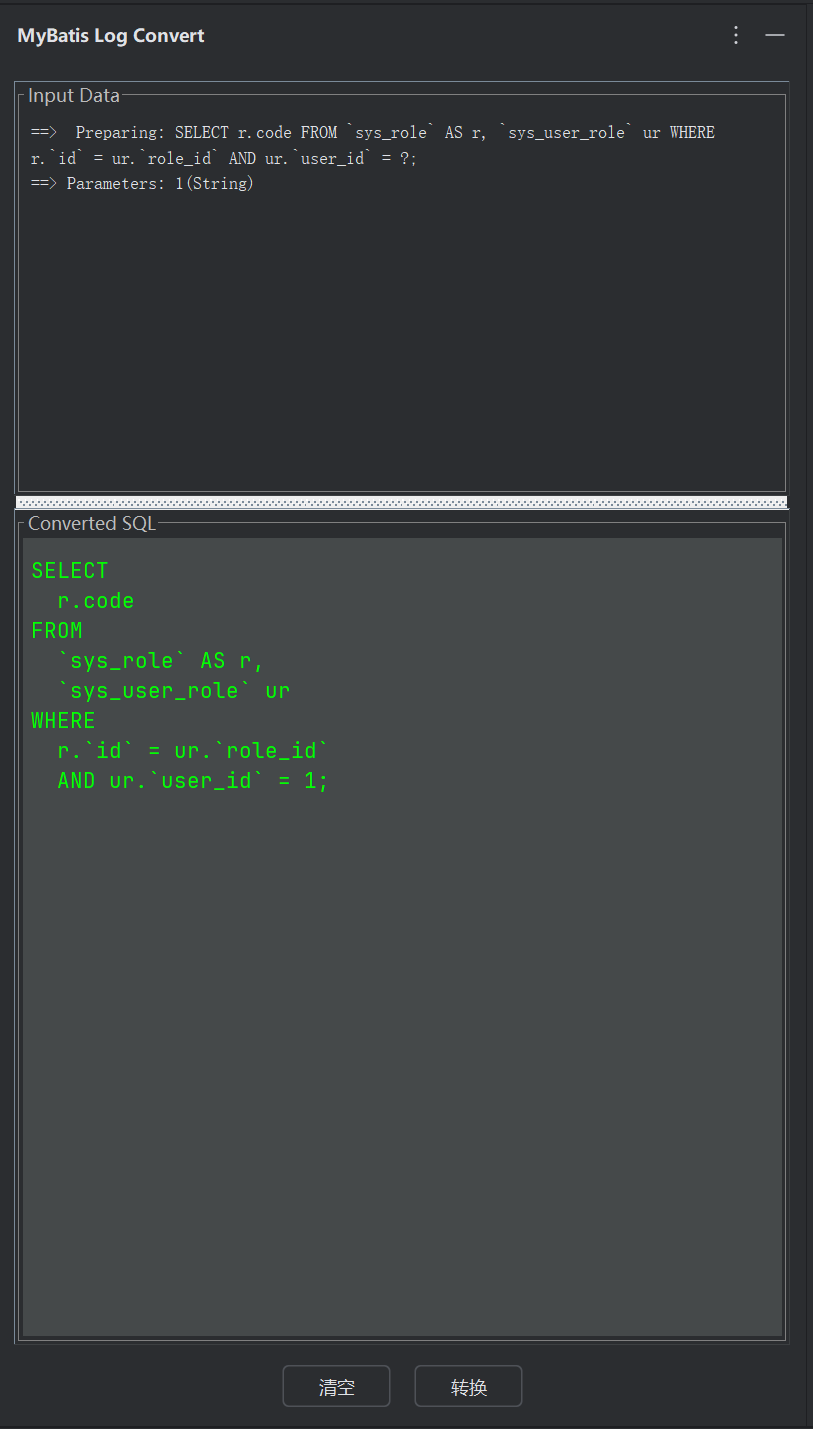 MyBatis Log Convert
Input Data
==>  Preparing: SELECT r.code FROM `sys_role` AS r, `sys_user_role` ur WHERE
r.`id` = ur.`role_id` AND ur.`user_id` = ?;
==> Parameters: 1(String)
Converted SQL
SELECT
  r.code
FROM
  `sys_role` AS r,
  `sys_user_role` ur
WHERE
  r.`id` = ur.`role_id`
  AND ur.`user_id` = 1;
清空 转换